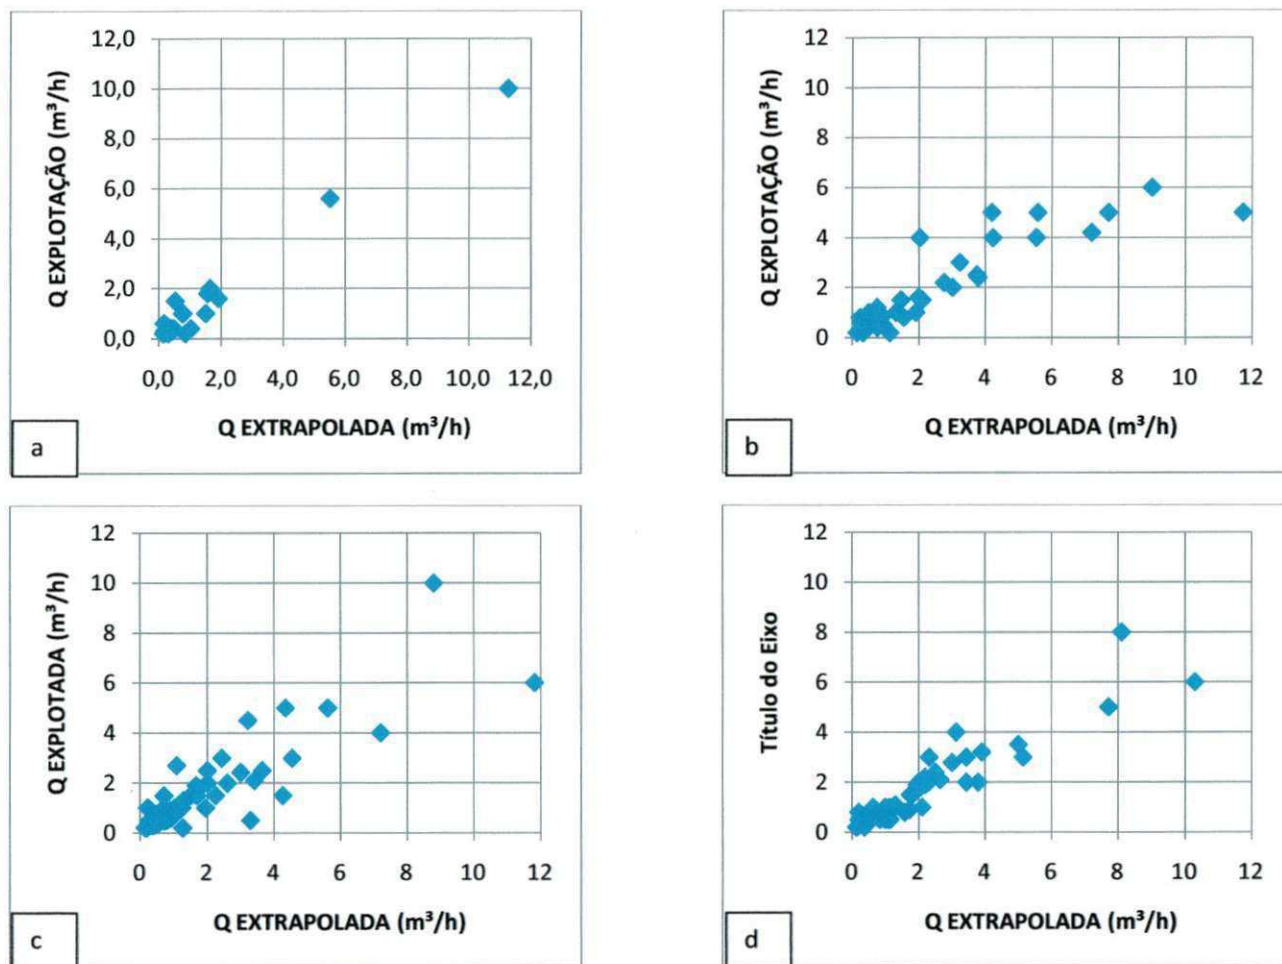 12,0
10,0
8,0
6,0
4,0
2,0
0,0
Q EXPLOTAÇÃO (m³/h)
0,0 2,0 4,0 6,0 8,0 10,0 12,0
Q EXTRAPOLADA (m³/h)
a
12
10
8
6
4
2
0
Q EXPLOTAÇÃO (m³/h)
0 2 4 6 8 10 12
Q EXTRAPOLADA (m³/h)
b
12
10
8
6
4
2
0
Q EXPLOTADA (m³/h)
0 2 4 6 8 10 12
Q EXTRAPOLADA (m³/h)
c
12
10
8
6
4
2
0
Título do Eixo
0 2 4 6 8 10 12
Q EXTRAPOLADA (m³/h)
d